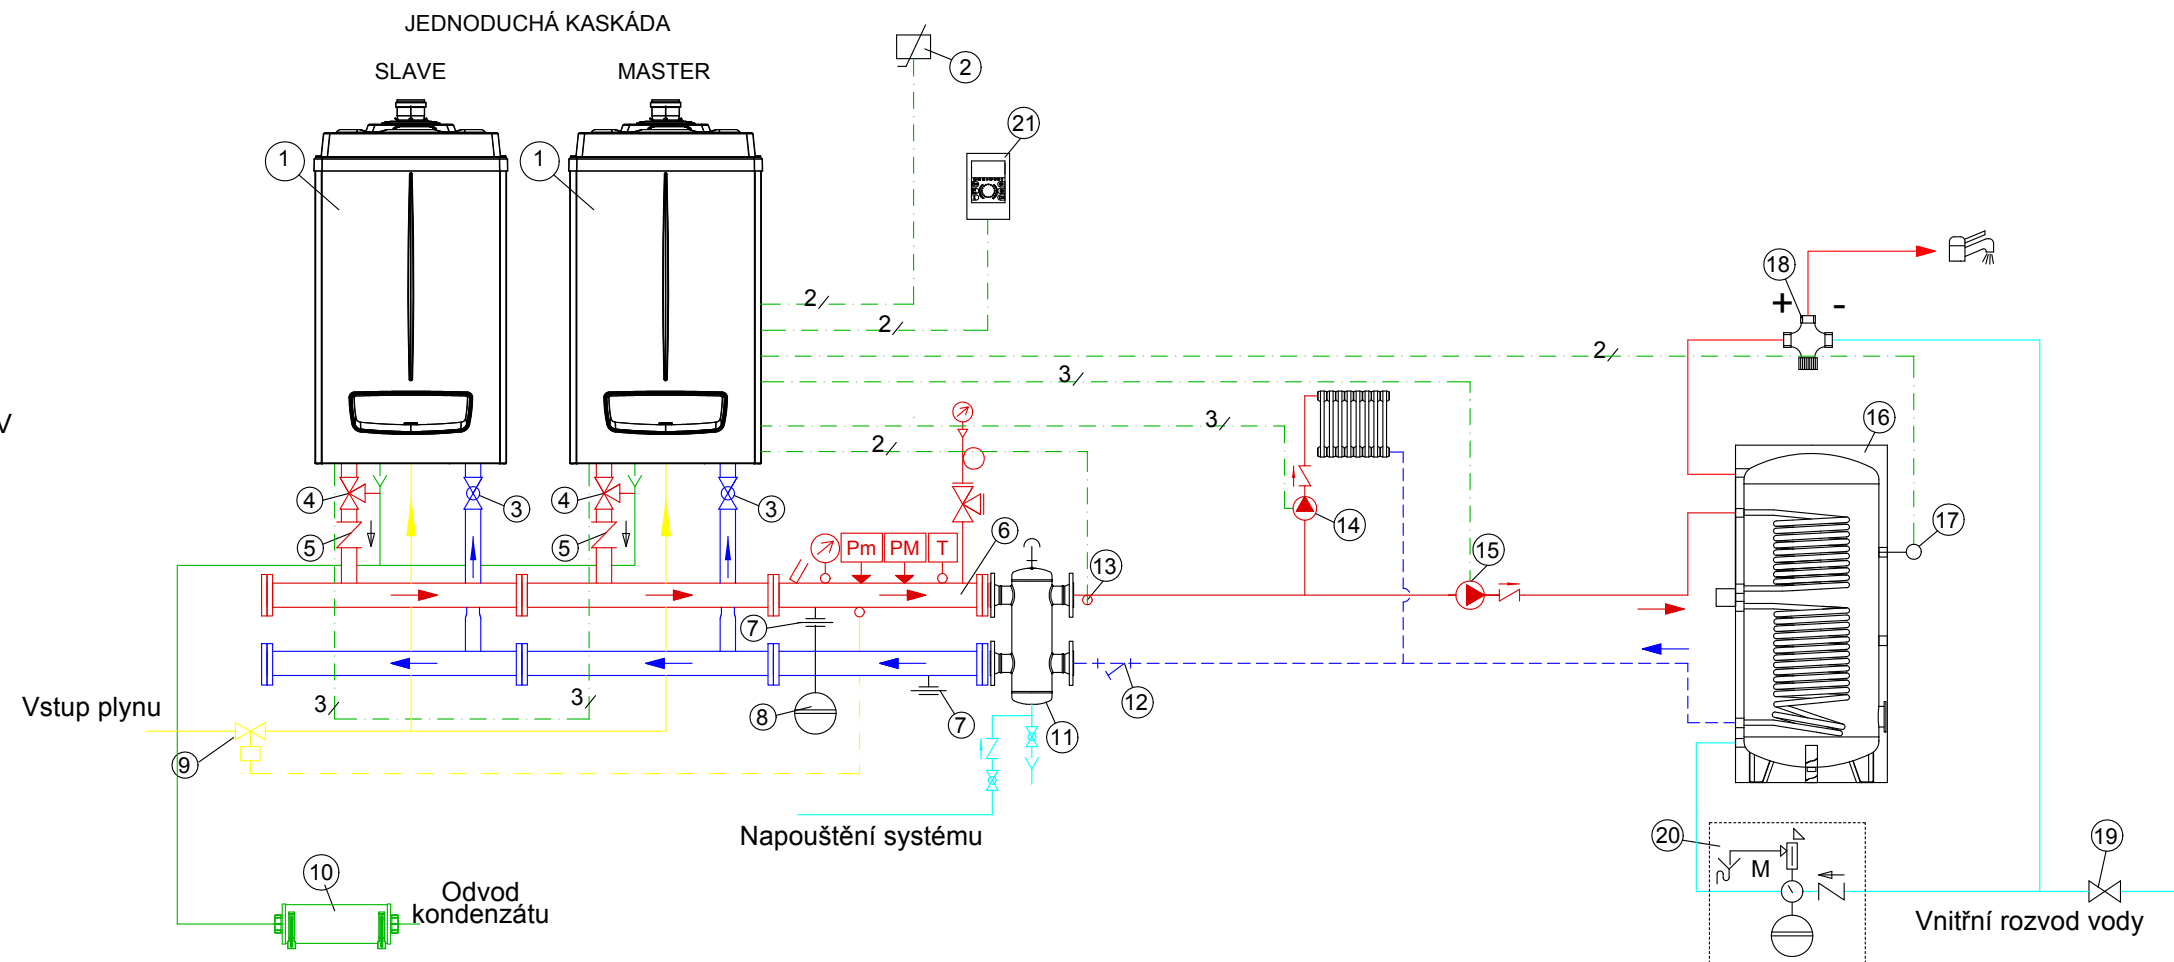 JEDNODUCHÁ KASKÁDA
SLAVE
MASTER
2
21
1
1
18
+
-
2
2
2
3
3
2
V
16
4
3
4
3
14
17
5
5
Pm
PM
T
6
13
15
7
12
3
3
8
7
11
Vstup plynu
9
Napouštění systému
20
M
19
10
Odvod
kondenzátu
Vnitřní rozvod vody